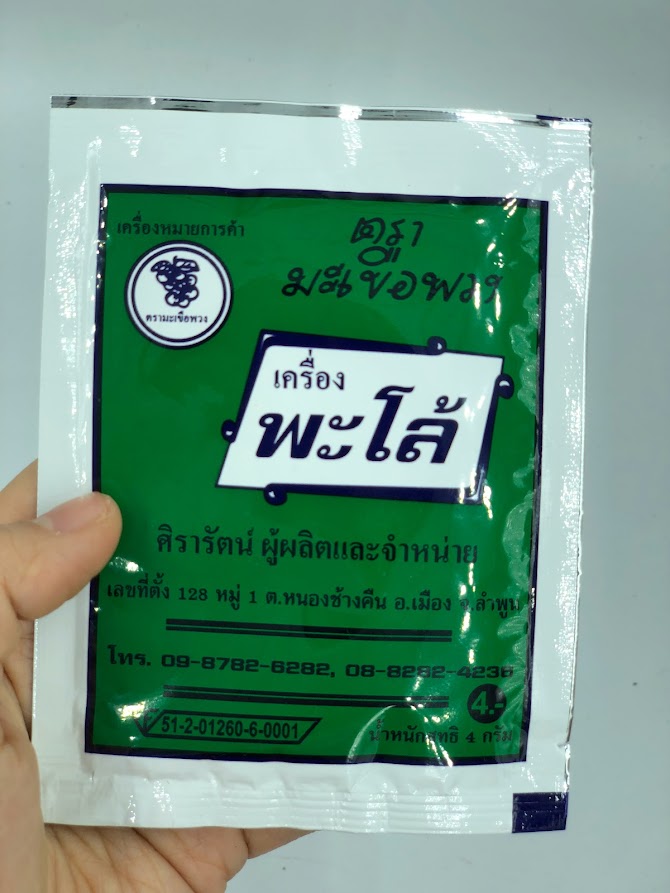 เครื่องหมายการค้า
ตรามะเขือพวง
ตรา
มะเขือพวง
เครื่อง
พะโล้
ศิรารัตน์ ผู้ผลิตและจำหน่าย
เลขที่ตั้ง 128 หมู่ 1 ต.หนองช้างคืน อ.เมือง จ.ลำพูน
โทร. 09-8782-6282, 08-8282-4236
4.-
51-2-01260-6-0001
น้ำหนักสุทธิ 4 กรัม